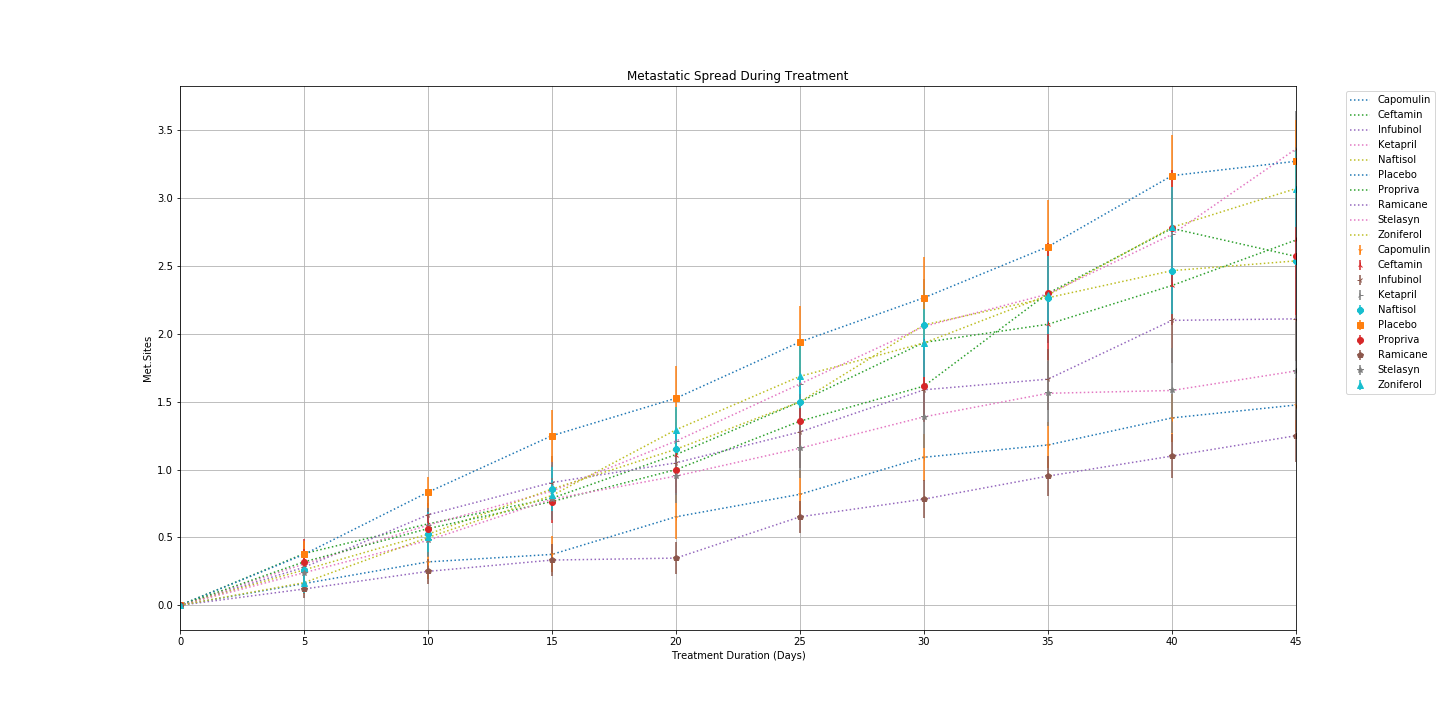 Metastatic Spread During Treatment
Met.Sites
3.5
3.0
2.5
2.0
1.5
1.0
0.5
0.0
0 5 10 15 20 25 30 35 40 45
Treatment Duration (Days)
Capomulin
Ceftamin
Infubinol
Ketapril
Naftisol
Placebo
Propriva
Ramicane
Stelasyn
Zoniferol
Capomulin
Ceftamin
Infubinol
Ketapril
Naftisol
Placebo
Propriva
Ramicane
Stelasyn
Zoniferol